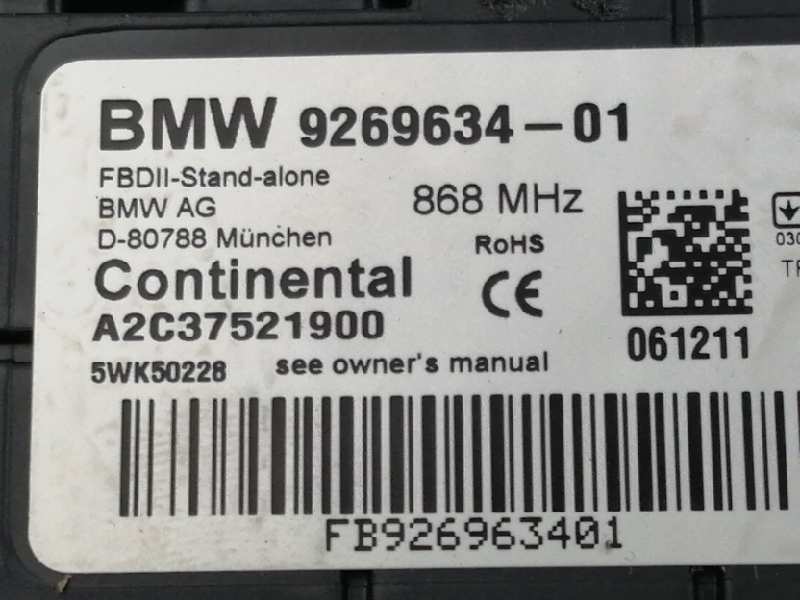 BMW 9269634-01
FBDII-Stand-alone
BMW AG
868 MHz
D-80788 München
RoHS
Continental
CE
A2C37521900
061211
5WK50228
see owner's manual
FB926963401
030